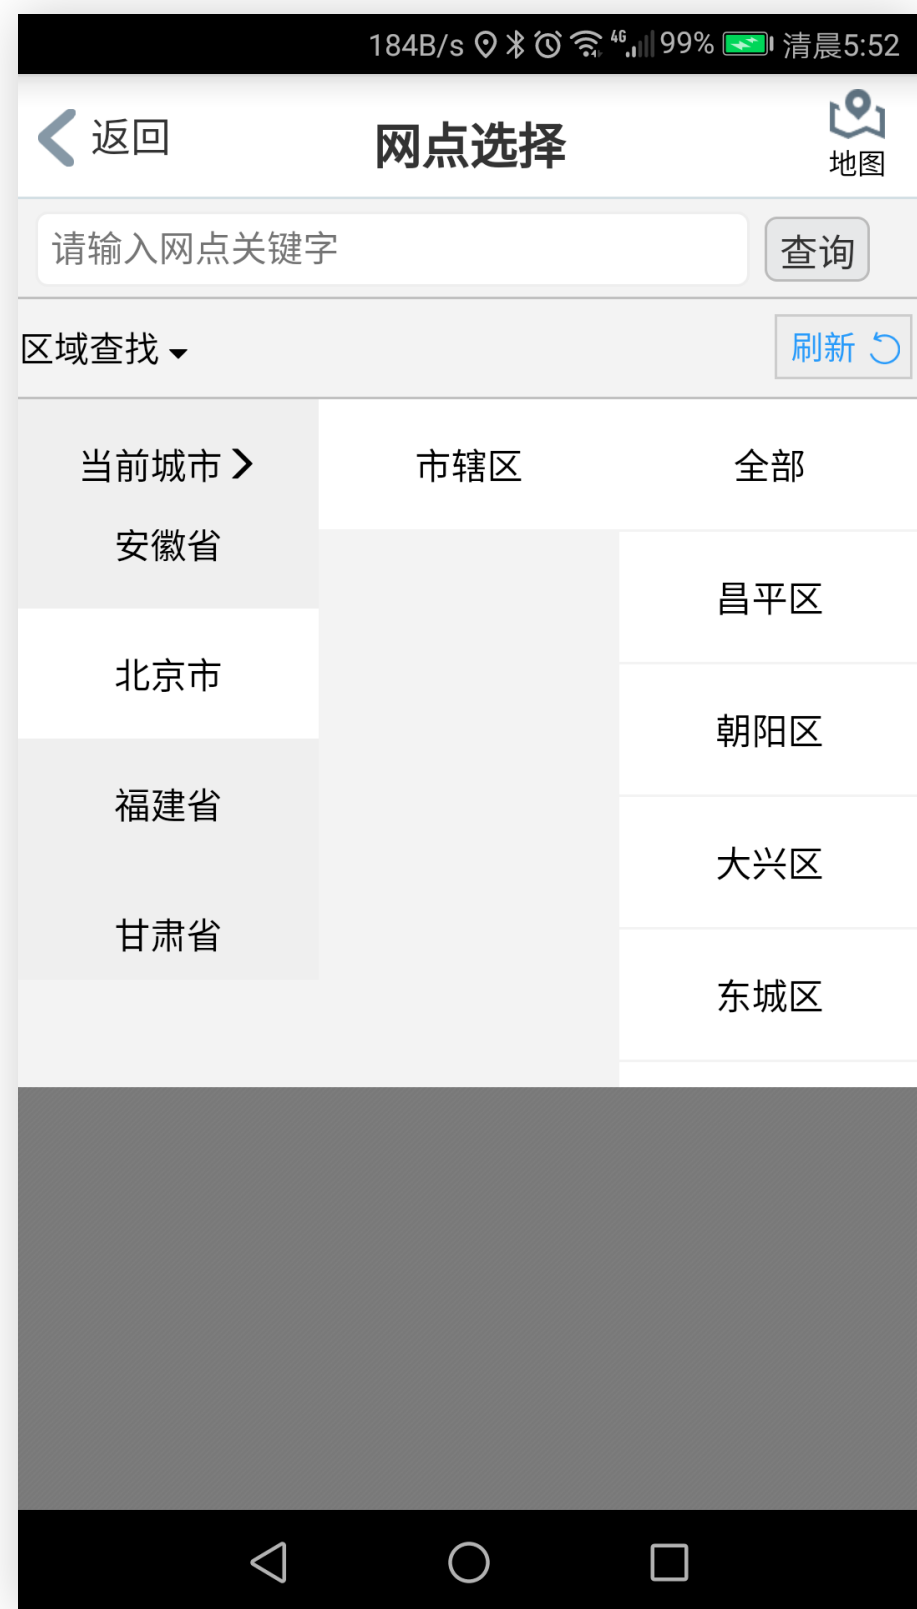 184B/s 4G 99% 清晨5:52
返回
网点选择
地图
请输入网点关键字
查询
区域查找
刷新
当前城市
市辖区
全部
安徽省
昌平区
北京市
朝阳区
福建省
大兴区
甘肃省
东城区